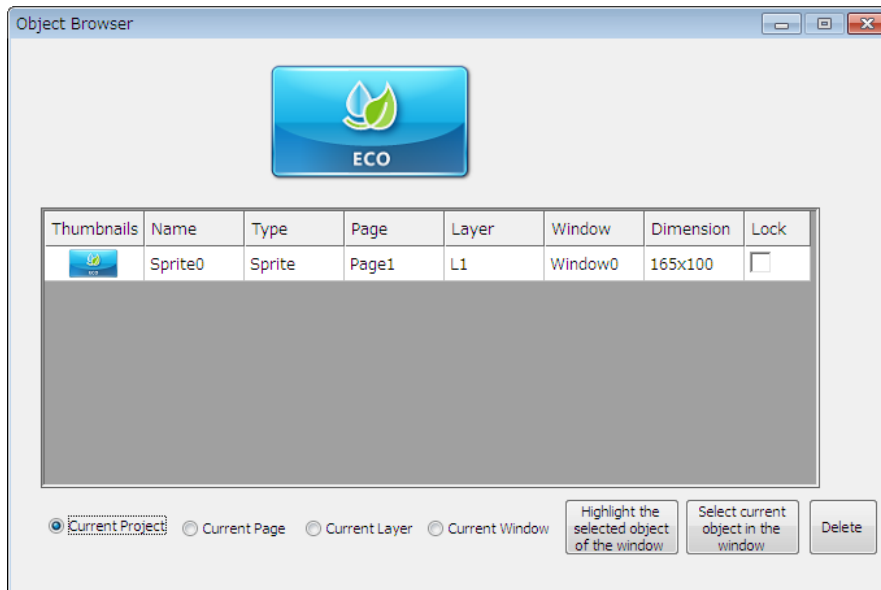 Object Browser
ECO
Thumbnails Name Type Page Layer Window Dimension Lock
ECO Sprite0 Sprite Page1 L1 Window0 165x100
Current Project Current Page Current Layer Current Window
Highlight the
selected object
of the window
Select current
object in the
window
Delete